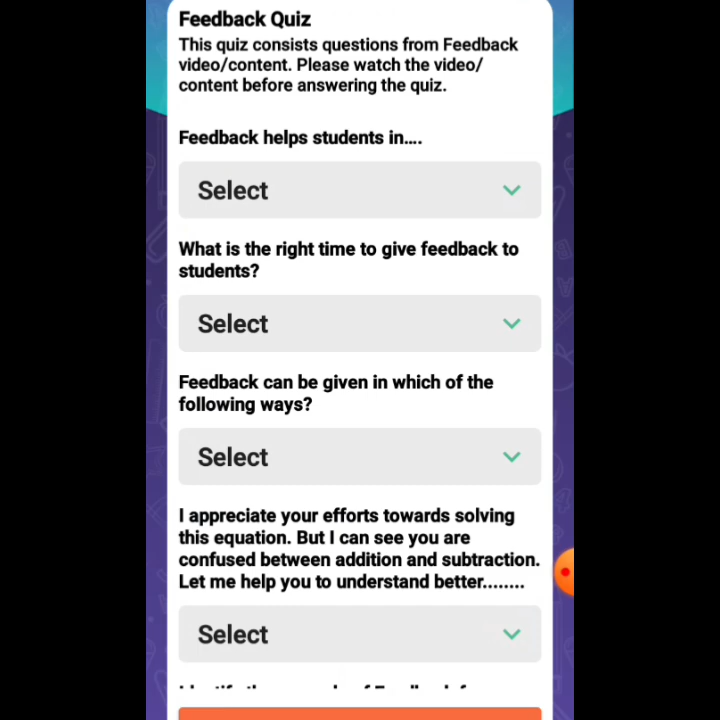 Feedback Quiz
This quiz consists questions from Feedback
video/content. Please watch the video/
content before answering the quiz.
Feedback helps students in....
Select
What is the right time to give feedback to
students?
Select
Feedback can be given in which of the
following ways?
Select
I appreciate your efforts towards solving
this equation. But I can see you are
confused between addition and subtraction.
Let me help you to understand better........
Select